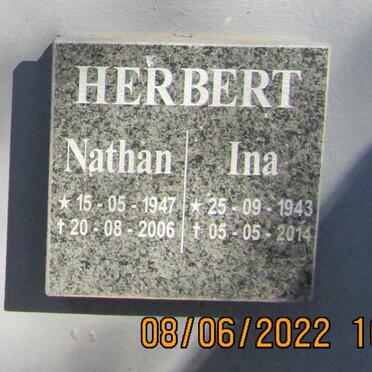 HERBERT
Nathan Ina
★ 15 - 05 - 1947 ★ 25 - 09 - 1943
† 20 - 08 - 2006 † 05 - 05 - 2014
08/06/2022